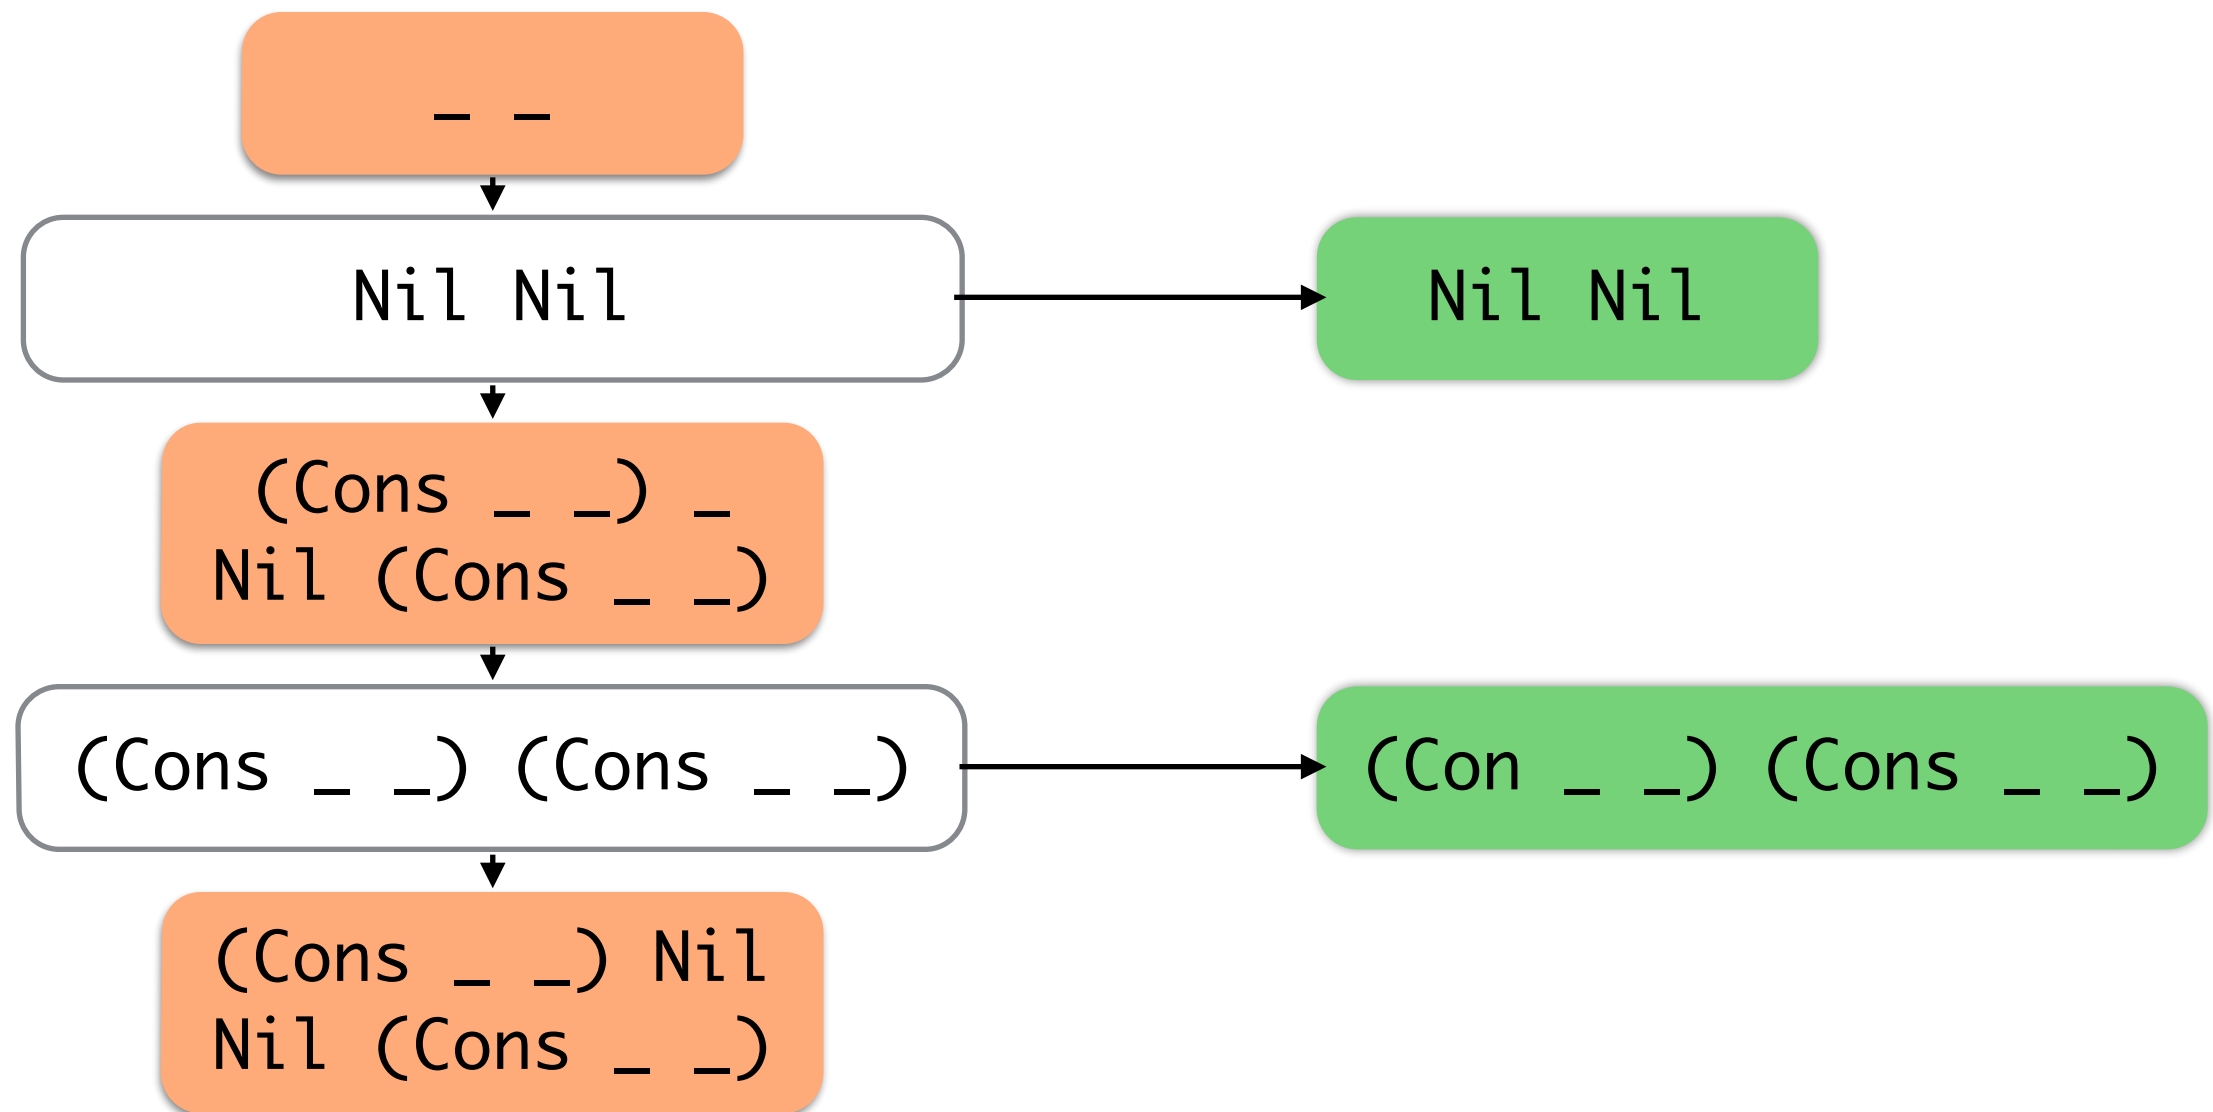 _ _
Nil Nil
Nil Nil
(Cons _ _) _
Nil (Cons _ _)
(Cons _ _) (Cons _ _)
(Con _ _) (Cons _ _)
(Cons _ _) Nil
Nil (Cons _ _)